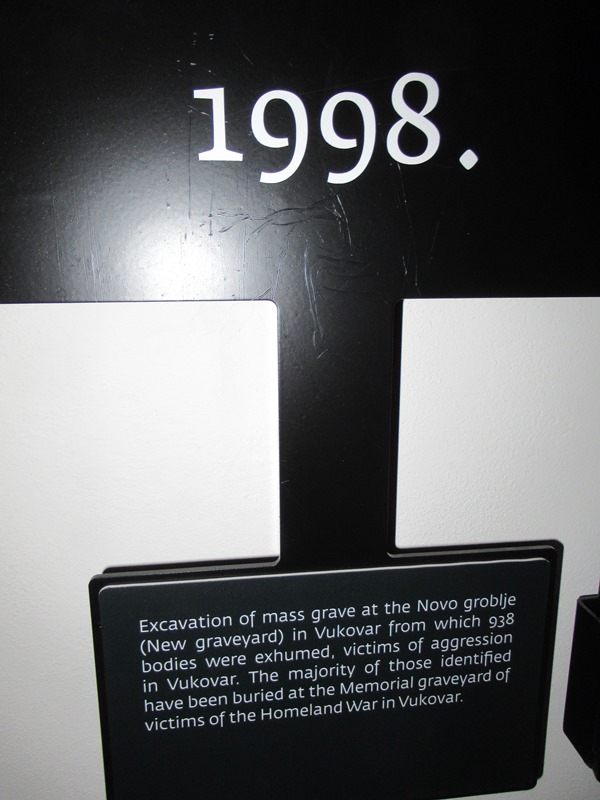 1998.
Excavation of mass grave at the Novo groblje
(New graveyard) in Vukovar from which 938
bodies were exhumed, victims of aggression
in Vukovar. The majority of those identified
have been buried at the Memorial graveyard of
victims of the Homeland War in Vukovar.